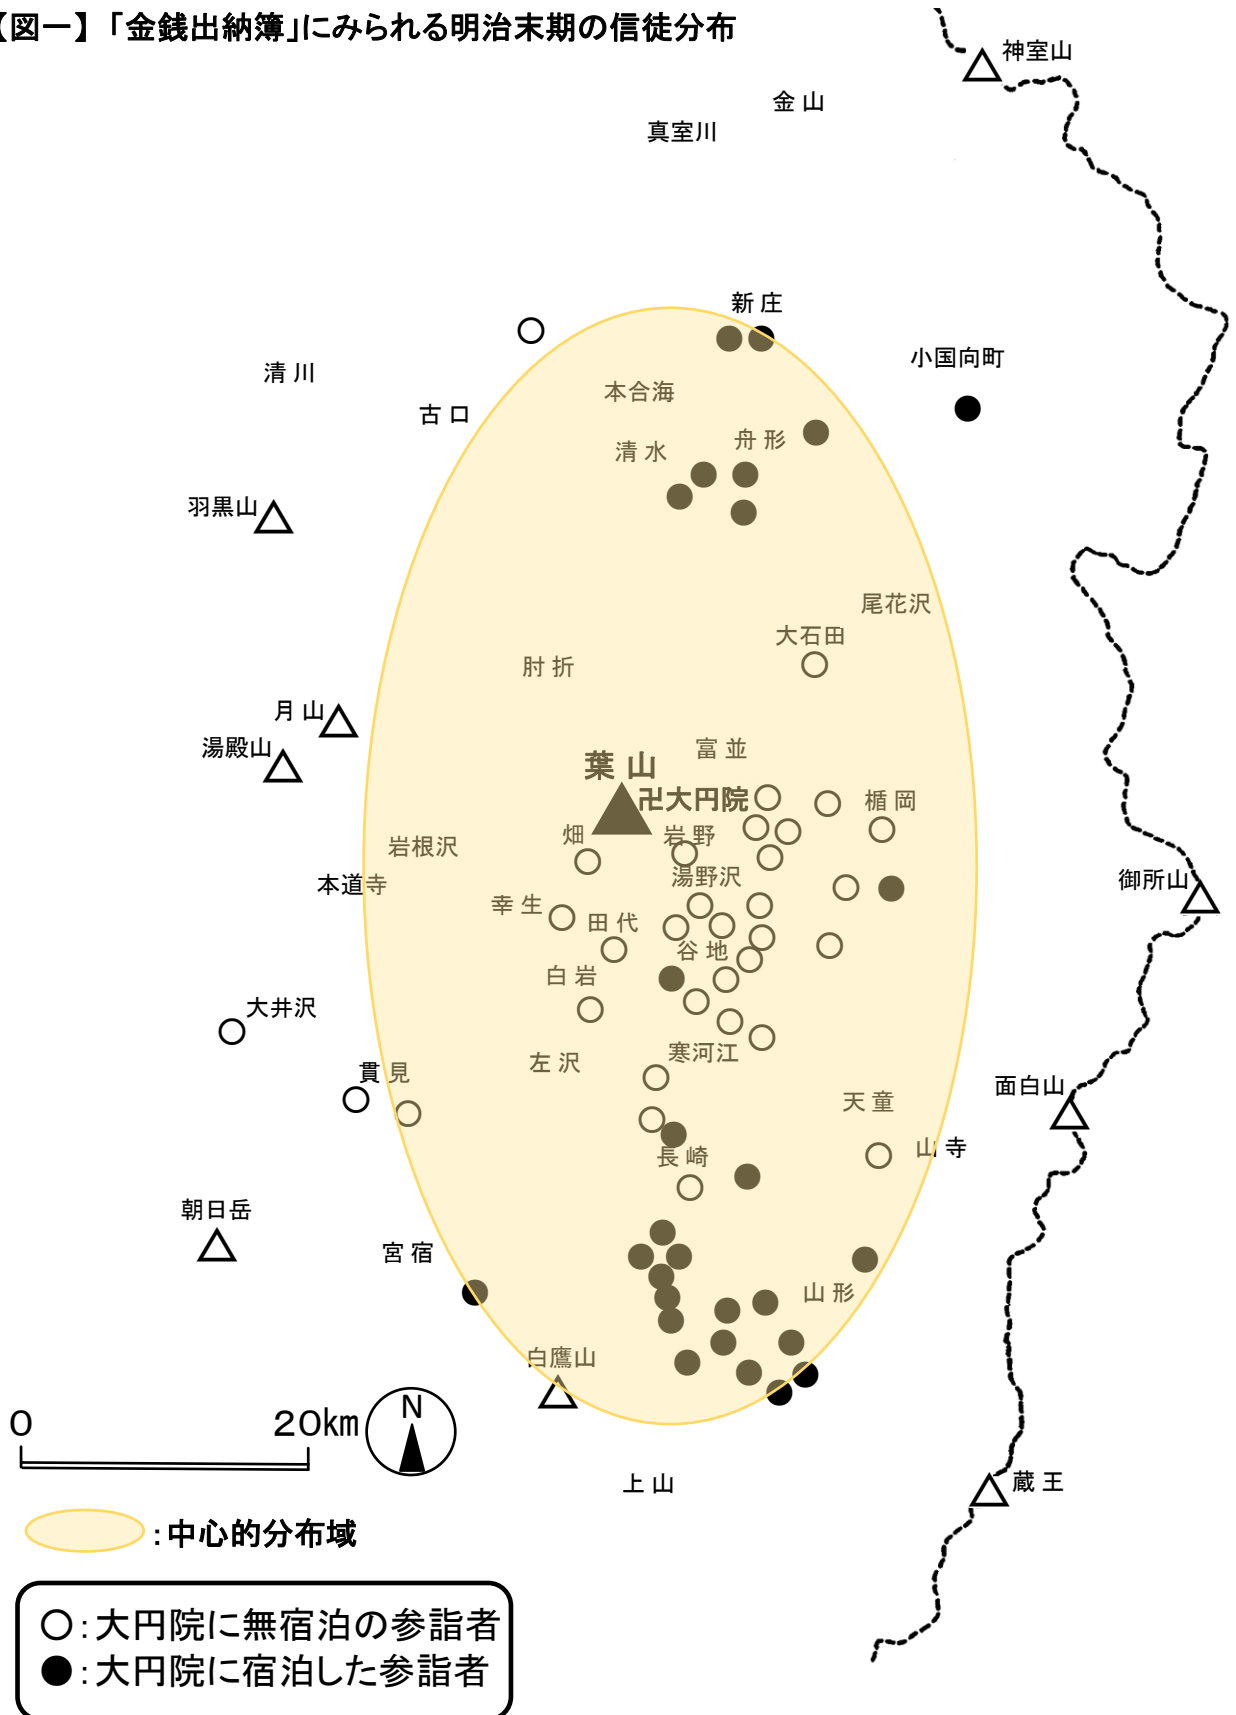 【図一】「金銭出納簿」にみられる明治末期の信徒分布
神室山
金山
真室川
新庄
小国向町
清川
本合海
古口
舟形
清水
羽黒山
尾花沢
大石田
肘折
月山
湯殿山
富並
葉山
卍大円院
楯岡
畑
岩野
岩根沢
湯野沢
本道寺
御所山
幸生
田代
谷地
白岩
大井沢
寒河江
左沢
貫見
面白山
天童
山寺
長崎
朝日岳
宮宿
山形
白鷹山
0 20km
N
上山
蔵王
:中心的分布域
○:大円院に無宿泊の参詣者
●:大円院に宿泊した参詣者